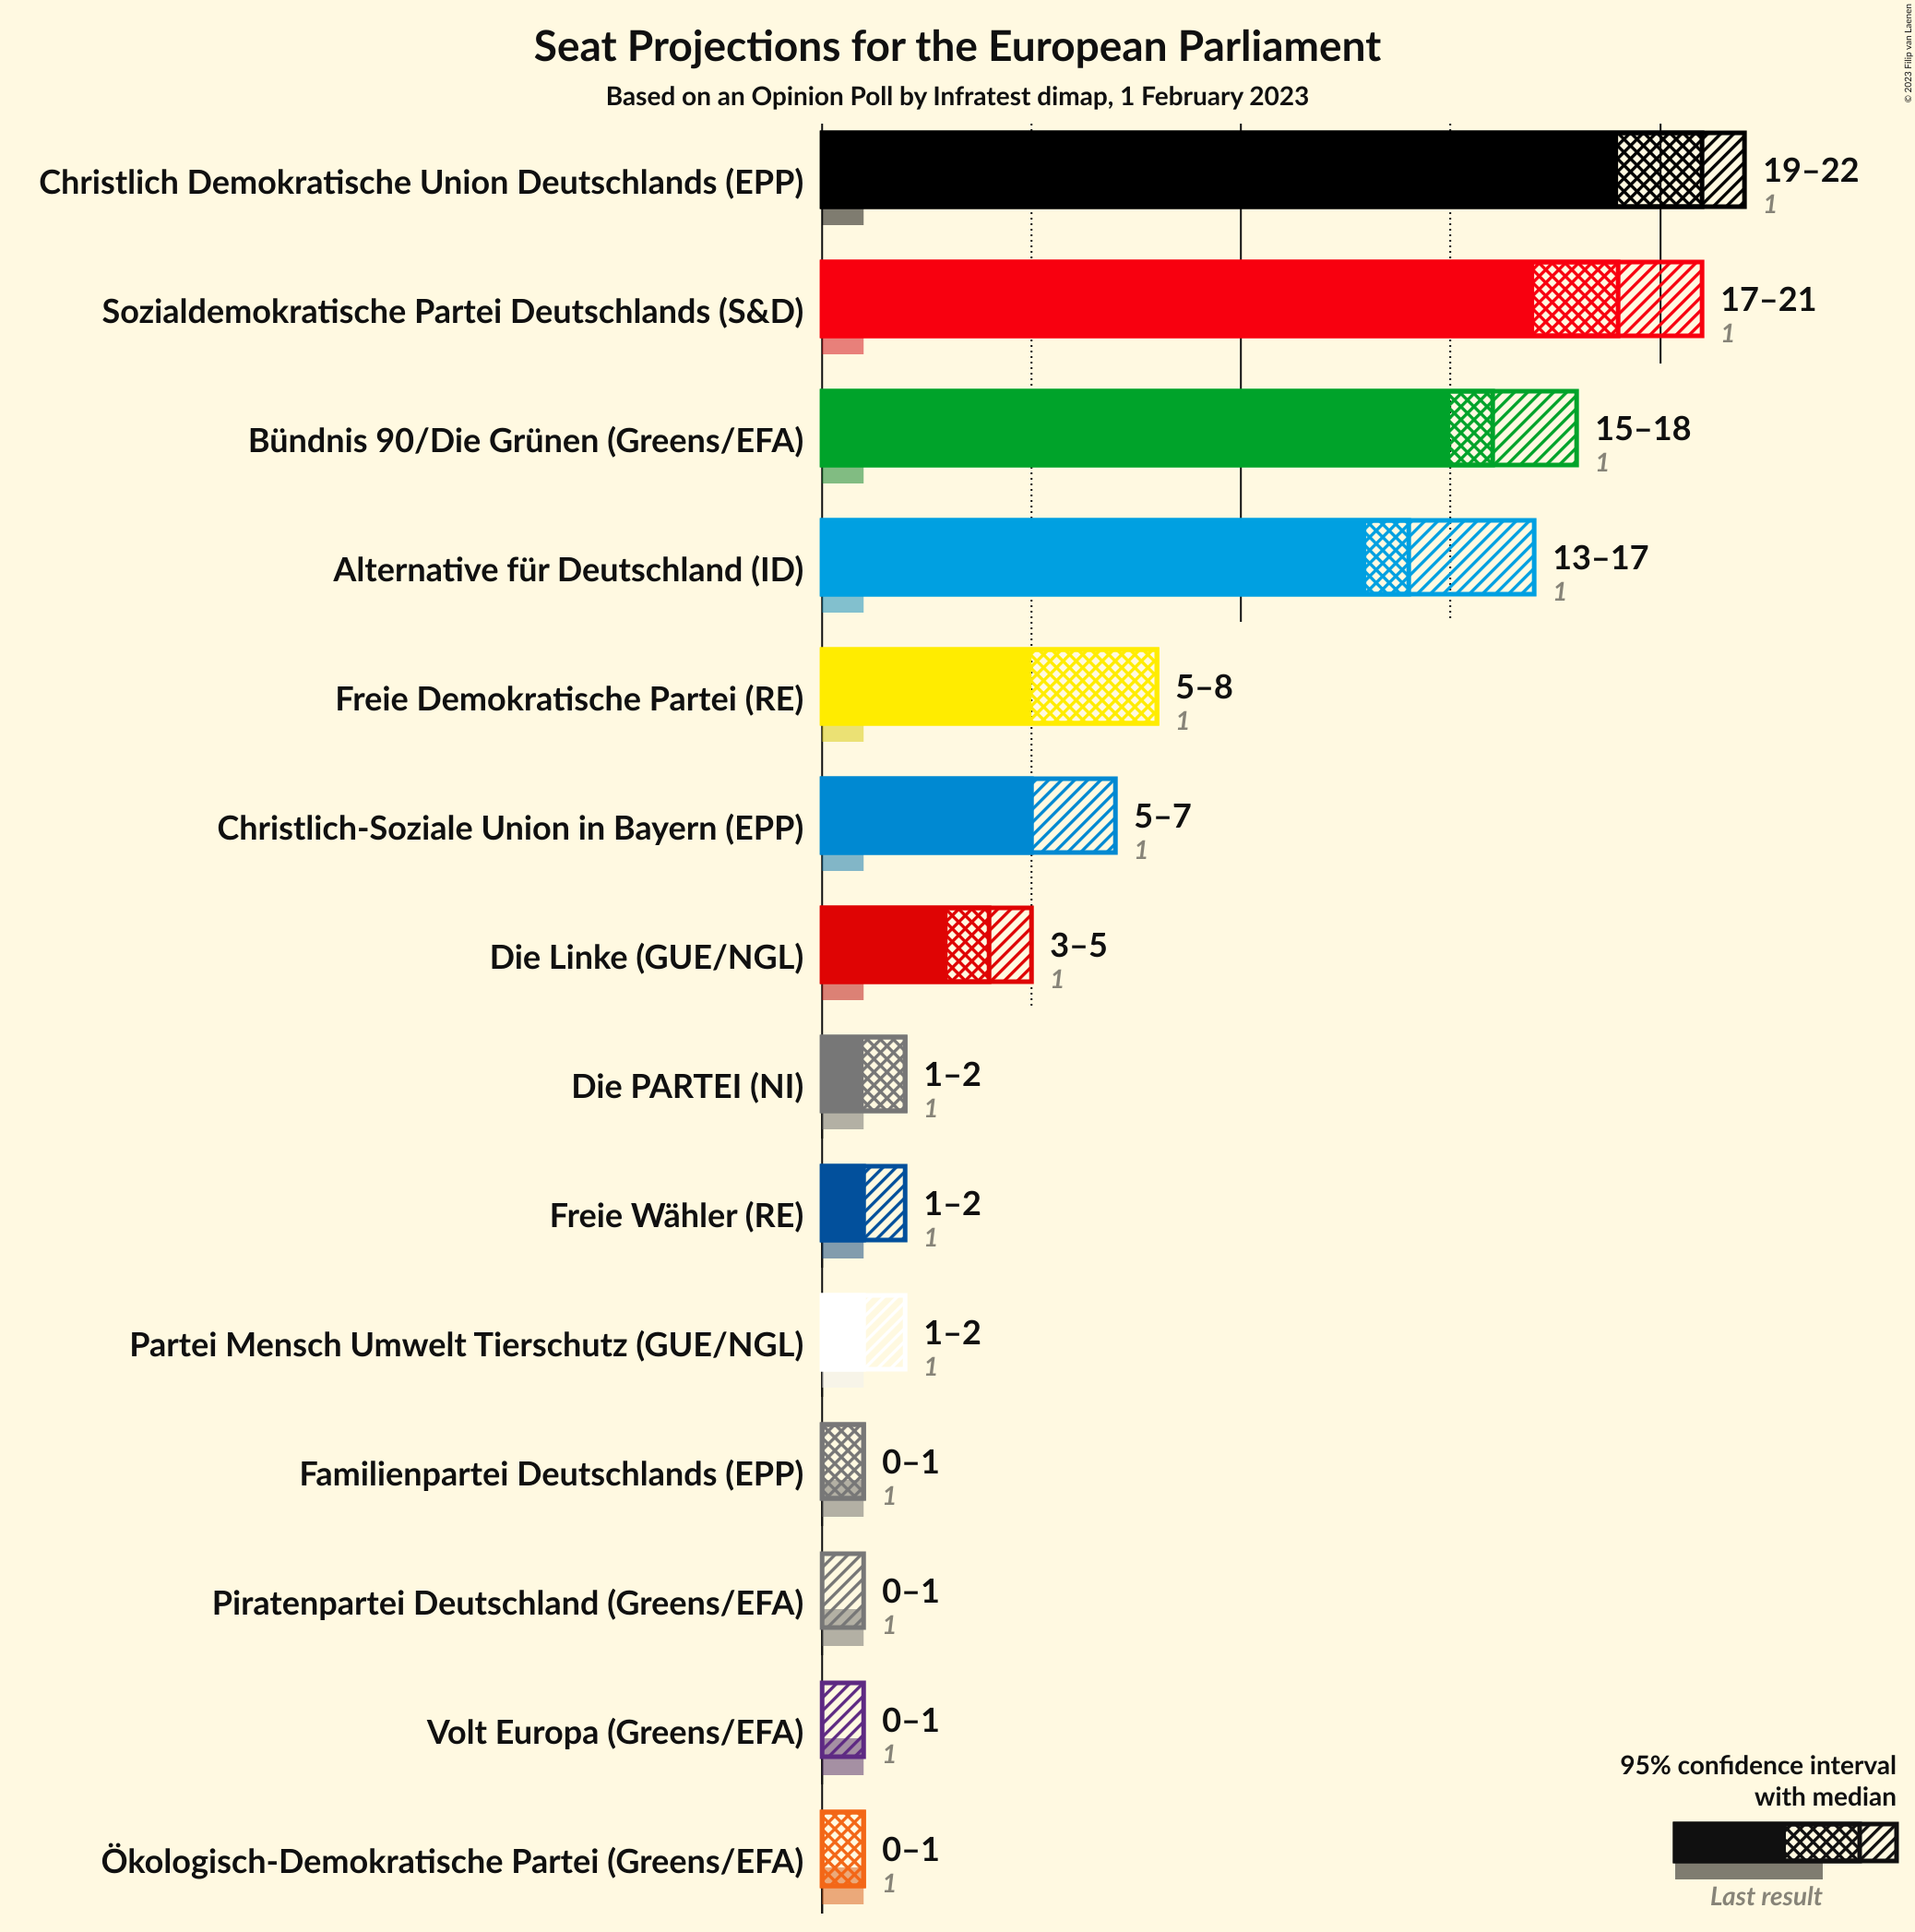 Seat Projections for the European Parliament
Based on an Opinion Poll by Infratest dimap, 1 February 2023
© 2023 Filip van Laenen
Christlich Demokratische Union Deutschlands (EPP)
19–22
1
Sozialdemokratische Partei Deutschlands (S&D)
17–21
1
Bündnis 90/Die Grünen (Greens/EFA)
15–18
1
Alternative für Deutschland (ID)
13–17
1
Freie Demokratische Partei (RE)
5–8
1
Christlich-Soziale Union in Bayern (EPP)
5–7
1
Die Linke (GUE/NGL)
3–5
1
Die PARTEI (NI)
1–2
1
Freie Wähler (RE)
1–2
1
Partei Mensch Umwelt Tierschutz (GUE/NGL)
1–2
1
Familienpartei Deutschlands (EPP)
0–1
1
Piratenpartei Deutschland (Greens/EFA)
0–1
1
Volt Europa (Greens/EFA)
0–1
1
Ökologisch-Demokratische Partei (Greens/EFA)
0–1
1
95% confidence interval
with median
Last result